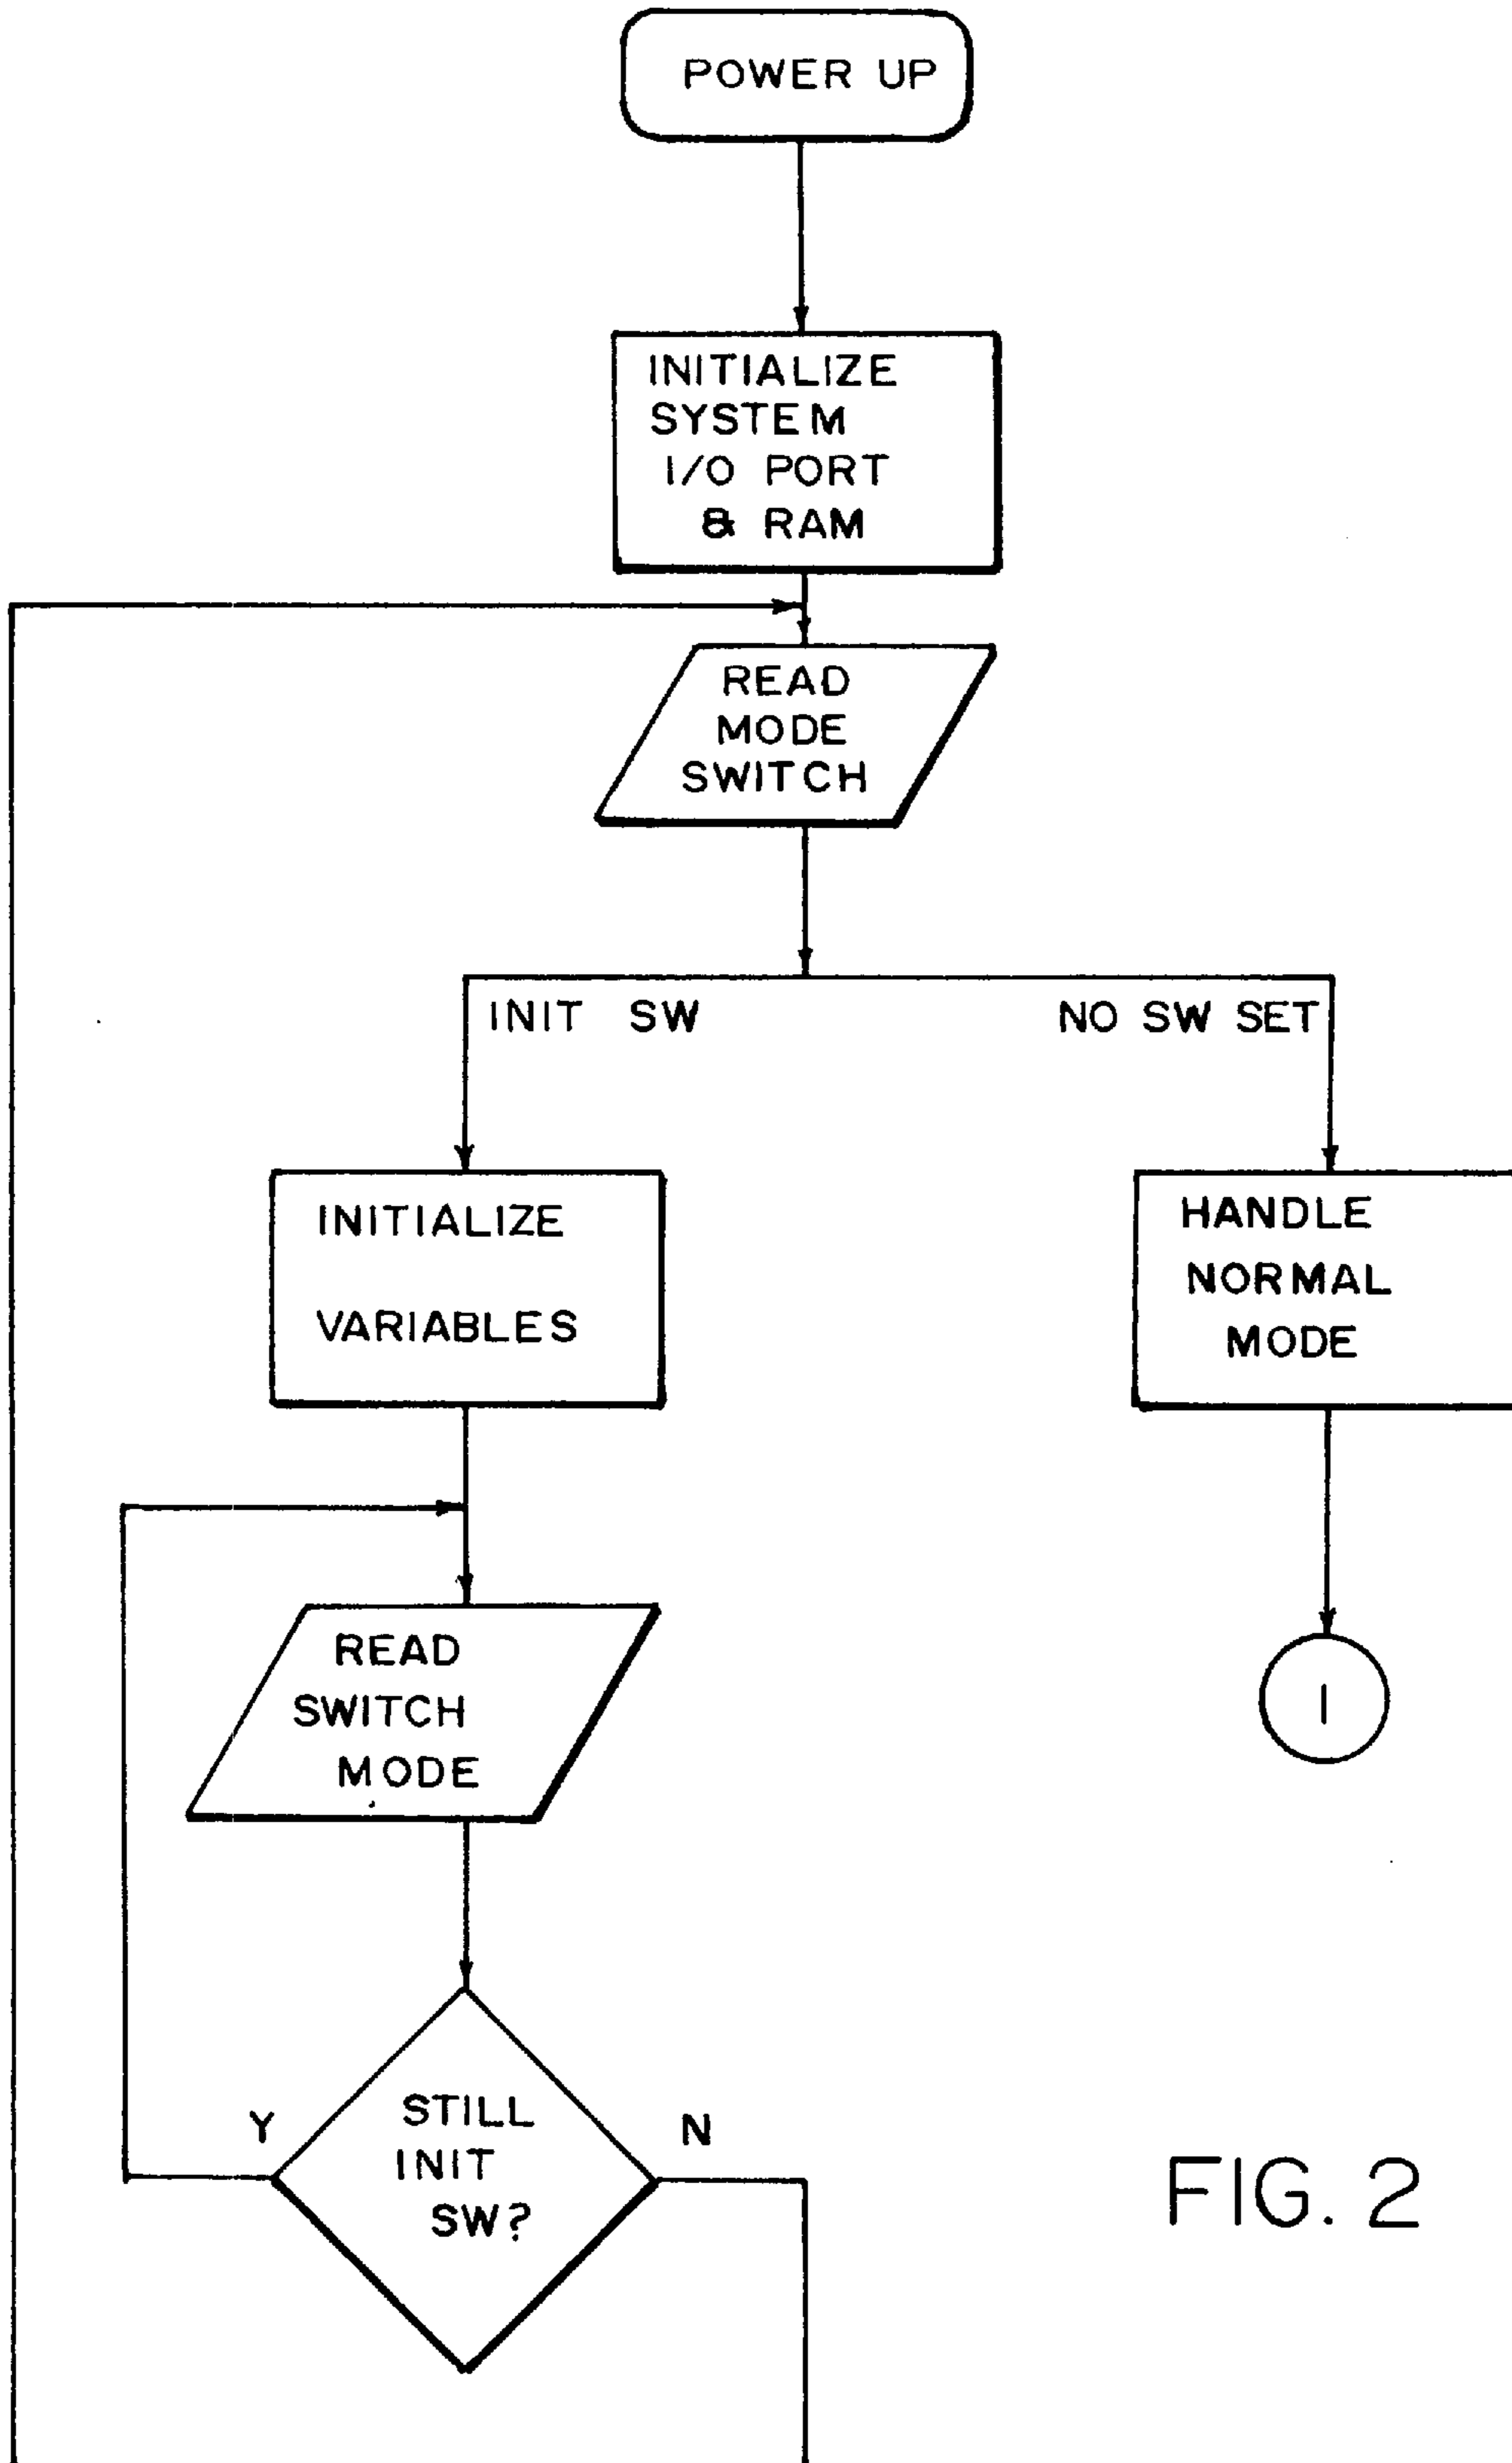 POWER UP
INITIALIZE
SYSTEM
I/O PORT
& RAM
READ
MODE
SWITCH
INIT SW
NO SW SET
INITIALIZE
VARIABLES
HANDLE
NORMAL
MODE
READ
SWITCH
MODE
1
STILL
INIT
SW?
Y
N
FIG. 2